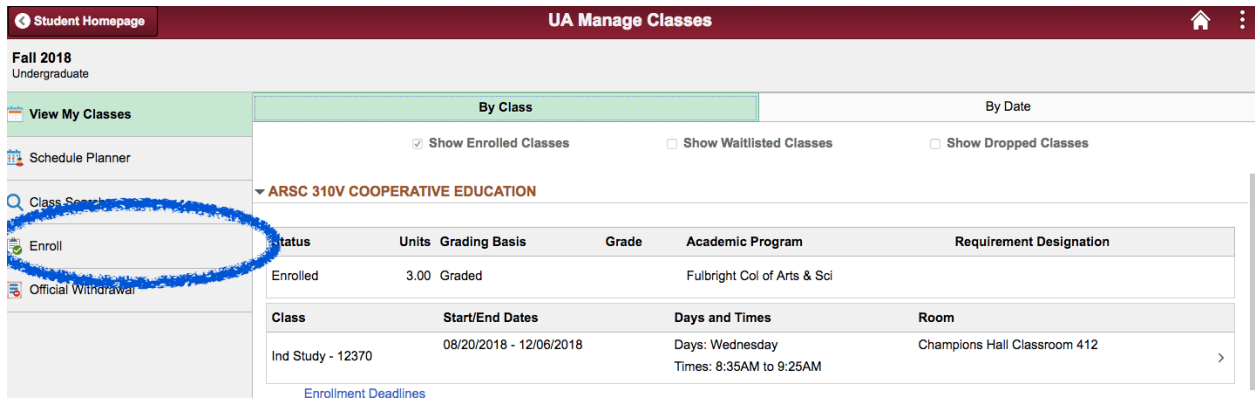 Student Homepage
UA Manage Classes
Fall 2018
Undergraduate
View My Classes
Schedule Planner
Class Search
Enroll
Official Withdrawal
By Class
By Date
Show Enrolled Classes
Show Waitlisted Classes
Show Dropped Classes
ARSC 310V COOPERATIVE EDUCATION
Status Units Grading Basis Grade Academic Program Requirement Designation
Enrolled 3.00 Graded Fulbright Col of Arts & Sci
Class Start/End Dates Days and Times Room
Ind Study - 12370 08/20/2018 - 12/06/2018 Days: Wednesday Champions Hall Classroom 412
Times: 8:35AM to 9:25AM
Enrollment Deadlines